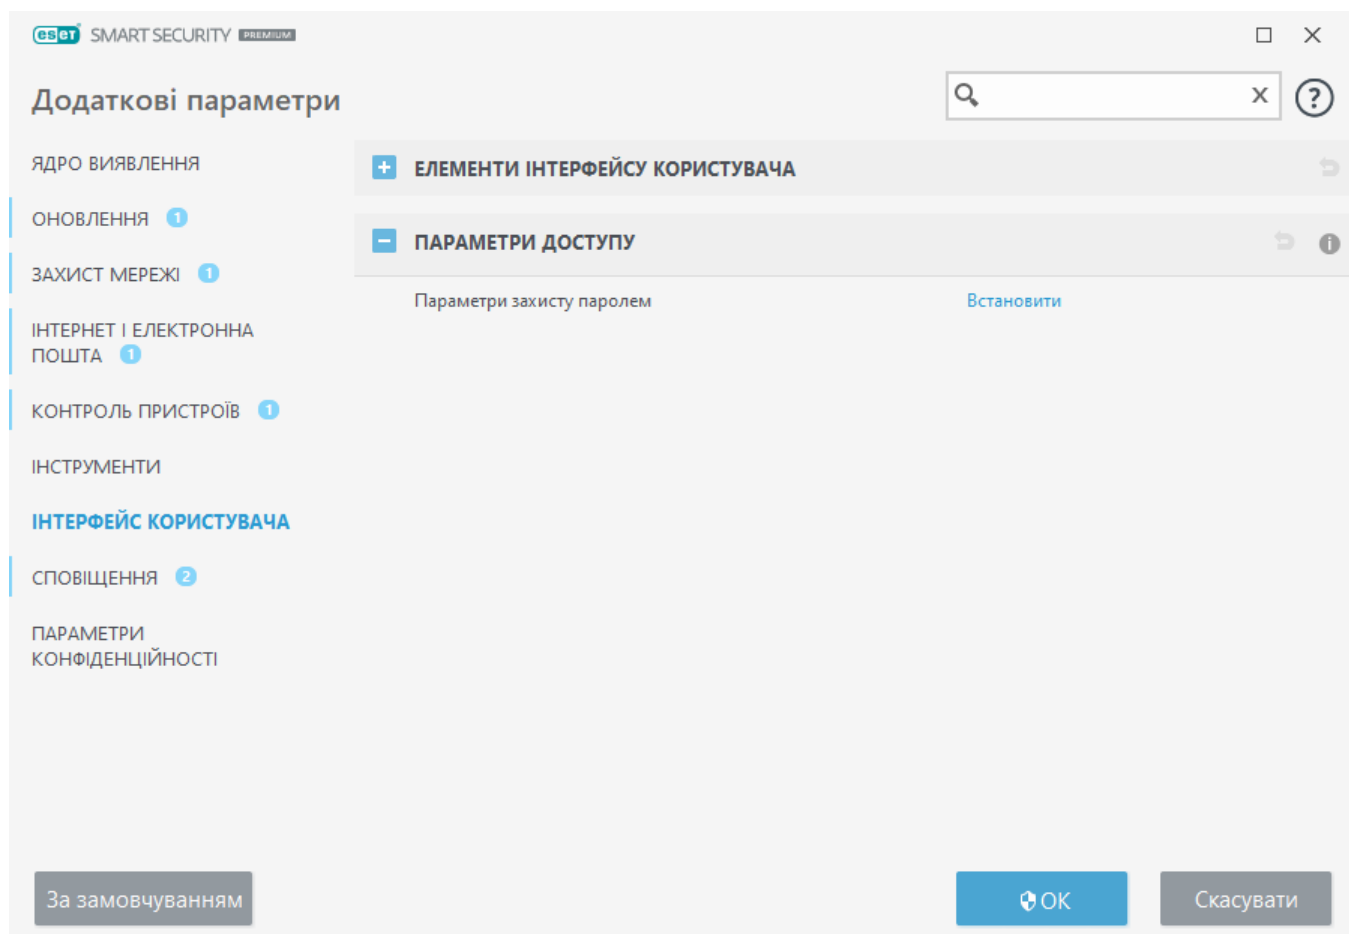 eset SMART SECURITY PREMIUM
Додаткові параметри
ЯДРО ВИЯВЛЕННЯ
ОНОВЛЕННЯ 1
ЗАХИСТ МЕРЕЖІ 1
ІНТЕРНЕТ І ЕЛЕКТРОННА
ПОШТА 1
КОНТРОЛЬ ПРИСТРОЇВ 1
ІНСТРУМЕНТИ
ІНТЕРФЕЙС КОРИСТУВАЧА
СПОВІЩЕННЯ 2
ПАРАМЕТРИ
КОНФІДЕНЦІЙНОСТІ
ЕЛЕМЕНТИ ІНТЕРФЕЙСУ КОРИСТУВАЧА
ПАРАМЕТРИ ДОСТУПУ
Параметри захисту паролем Встановити
За замовчуванням
OK
Скасувати